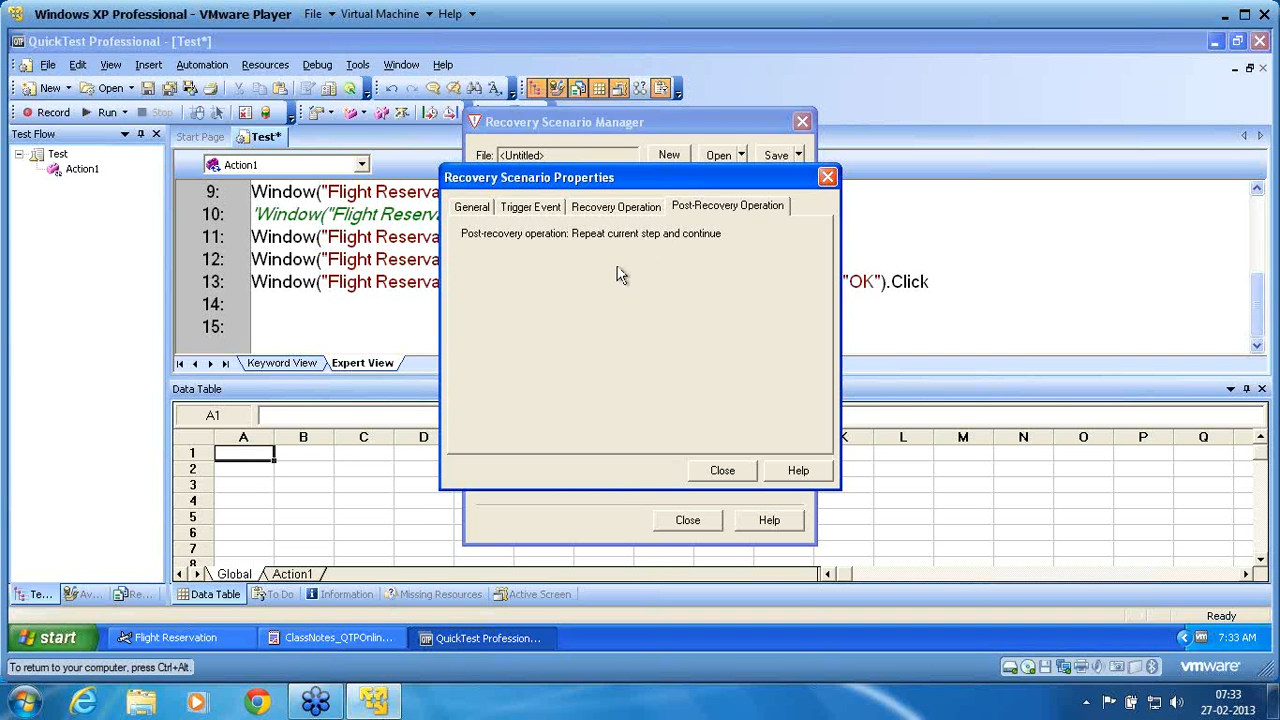 Windows XP Professional - VMware Player File Virtual Machine Help
QuickTest Professional - [Test*]
File Edit View Insert Automation Resources Debug Tools Window Help
New Open
Record Run Stop
Test Flow
Start Page Test*
Test
Action1
Action1
Recovery Scenario Manager
File: <Untitled> New Open Save
Recovery Scenario Properties
General Trigger Event Recovery Operation Post-Recovery Operation
Post-recovery operation: Repeat current step and continue
Close Help
9: Window("Flight Reserva
10: 'Window("Flight Reserva
11: Window("Flight Reserva
12: Window("Flight Reserva
13: Window("Flight Reserva "OK").Click
14:
15:
Keyword View Expert View
Data Table
A1
A B C D K L M N O P Q
1
2
3
4
5
6
7
8
Close Help
Global Action1
Te... Av... Re... Data Table To Do Information Missing Resources Active Screen
Ready
start Flight Reservation ClassNotes_QTPOnlin... QuickTest Profession... 7:33 AM
To return to your computer, press Ctrl+Alt. vmware
07:33
27-02-2013